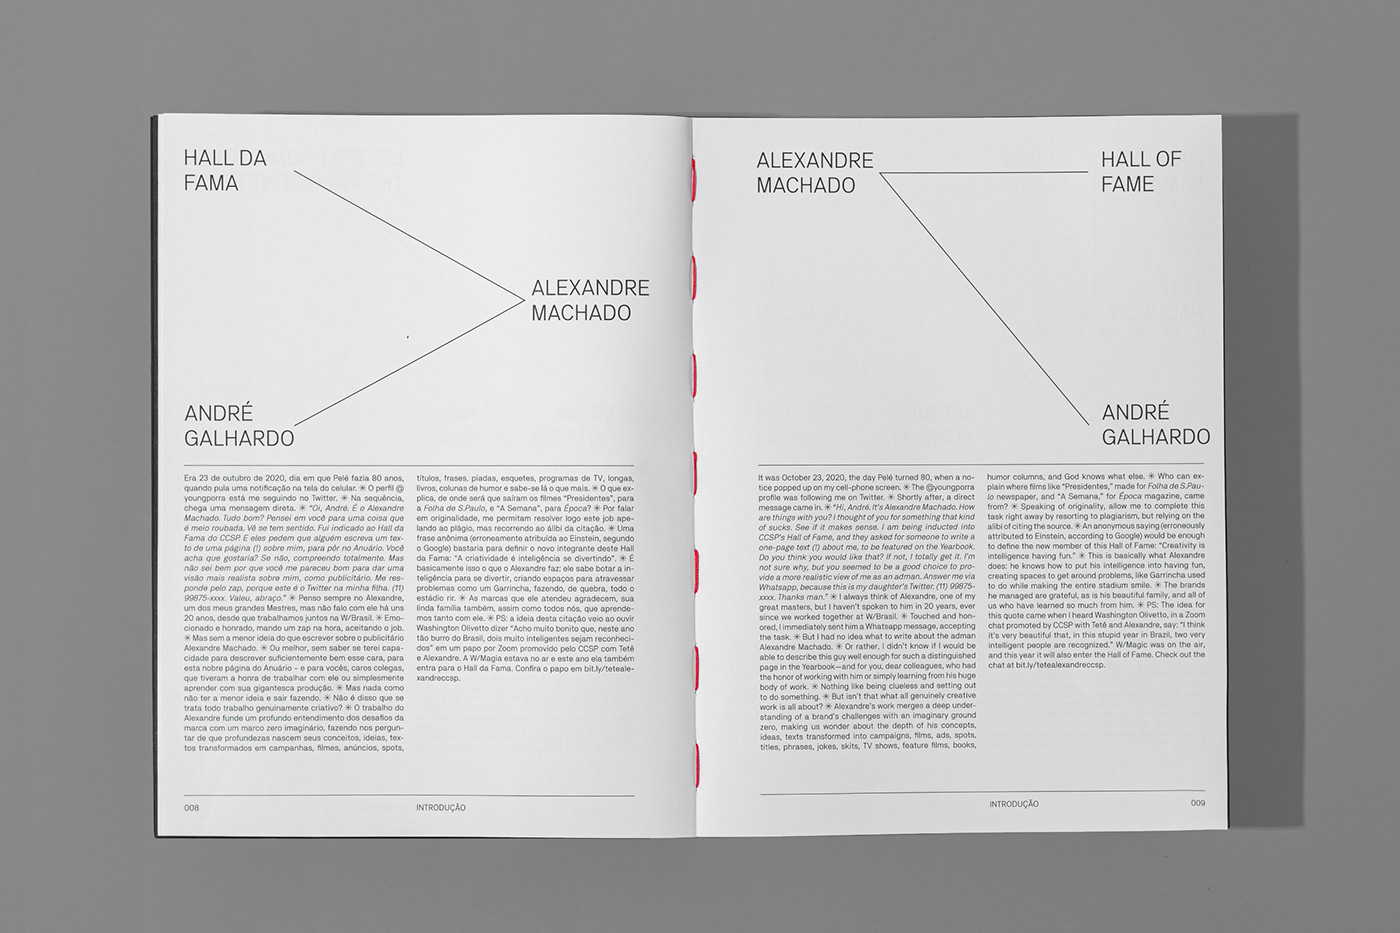 HALL DA
FAMA
ALEXANDRE
MACHADO
ANDRÉ
GALHARDO
Era 23 de outubro de 2020, dia em que Pelé fazia 80 anos,
quando pula uma notificação na tela do celular. ✳ O perfil @
youngporra está me seguindo no Twitter. ✳ Na sequência,
chega uma mensagem direta. ✳ “Oi, André. É o Alexandre
Machado. Tudo bom? Pensei em você para uma coisa que
é meio roubada. Vê se tem sentido. Fui indicado ao Hall da
Fama do CCSP. E eles pedem que alguém escreva um tex-
to de uma página (!) sobre mim, para pôr no Anuário. Você
acha que gostaria? Se não, compreendo totalmente. Mas
não sei bem por que você me pareceu bom para dar uma
visão mais realista sobre mim, como publicitário. Me res-
ponde pelo zap, porque este é o Twitter na minha filha. (11)
99875-xxxx. Valeu, abraço.” ✳ Penso sempre no Alexandre,
um dos meus grandes Mestres, mas não falo com ele há uns
20 anos, desde que trabalhamos juntos na W/Brasil. ✳ Emo-
cionado e honrado, mando um zap na hora, aceitando o job.
✳ Mas sem a menor ideia do que escrever sobre o publicitário
Alexandre Machado. ✳ Ou melhor, sem saber se terei capa-
cidade para descrever suficientemente bem esse cara, para
esta nobre página do Anuário – e para vocês, caros colegas,
que tiveram a honra de trabalhar com ele ou simplesmente
aprender com sua gigantesca produção. ✳ Mas nada como
não ter a menor ideia e sair fazendo. ✳ Não é disso que se
trata todo trabalho genuinamente criativo? ✳ O trabalho do
Alexandre funde um profundo entendimento dos desafios da
marca com um marco zero imaginário, fazendo nos pergun-
tar de que profundezas nascem seus conceitos, ideias, tex-
tos transformados em campanhas, filmes, anúncios, spots,
títulos, frases, piadas, esquetes, programas de TV, longas,
livros, colunas de humor e sabe-se lá o que mais. ✳ O que ex-
plica, de onde será que saíram os filmes “Presidentes”, para
a Folha de S.Paulo, e “A Semana”, para Época? ✳ Por falar
em originalidade, me permitam resolver logo este job ape-
lando ao plágio, mas recorrendo ao álibi da citação. ✳ Uma
frase anônima (erroneamente atribuída ao Einstein, segundo
o Google) bastaria para definir o novo integrante deste Hall
da Fama: “A criatividade é inteligência se divertindo”. ✳ É
basicamente isso o que o Alexandre faz: ele sabe botar a in-
teligência para se divertir, criando espaços para atravessar
problemas como um Garrincha, fazendo, de quebra, todo o
estádio rir. ✳ As marcas que ele atendeu agradecem, sua
linda família também, assim como todos nós, que aprende-
mos tanto com ele. ✳ PS: a ideia desta citação veio ao ouvir
Washington Olivetto dizer “Acho muito bonito que, neste ano
tão burro do Brasil, dois muito inteligentes sejam reconheci-
dos” em um papo por Zoom promovido pelo CCSP com Tetê
e Alexandre. A W/Magia estava no ar e este ano ela também
entra para o Hall da Fama. Confira o papo em bit.ly/teteale-
xandreccsp.
008
INTRODUÇÃO
ALEXANDRE
MACHADO
HALL OF
FAME
ANDRÉ
GALHARDO
It was October 23, 2020, the day Pelé turned 80, when a no-
tice popped up on my cell-phone screen. ✳ The @youngporra
profile was following me on Twitter. ✳ Shortly after, a direct
message came in. ✳ “Hi, André. It’s Alexandre Machado. How
are things with you? I thought of you for something that kind
of sucks. See if it makes sense. I am being inducted into
CCSP’s Hall of Fame, and they asked for someone to write a
one-page text (!) about me, to be featured on the Yearbook.
Do you think you would like that? If not, I totally get it. I’m
not sure why, but you seemed to be a good choice to pro-
vide a more realistic view of me as an adman. Answer me via
Whatsapp, because this is my daughter’s Twitter. (11) 99875-
xxxx. Thanks man.” ✳ I always think of Alexandre, one of my
great masters, but I haven’t spoken to him in 20 years, ever
since we worked together at W/Brasil. ✳ Touched and hon-
ored, I immediately sent him a Whatsapp message, accepting
the task. ✳ But I had no idea what to write about the adman
Alexandre Machado. ✳ Or rather, I didn’t know if I would be
able to describe this guy well enough for such a distinguished
page in the Yearbook—and for you, dear colleagues, who had
the honor of working with him or simply learning from his huge
body of work. ✳ Nothing like being clueless and setting out
to do something. ✳ But isn’t that what all genuinely creative
work is all about? ✳ Alexandre’s work merges a deep under-
standing of a brand’s challenges with an imaginary ground
zero, making us wonder about the depth of his concepts,
ideas, texts transformed into campaigns, films, ads, spots,
titles, phrases, jokes, skits, TV shows, feature films, books,
humor columns, and God knows what else. ✳ Who can ex-
plain where films like “Presidentes,” made for Folha de S.Pau-
lo newspaper, and “A Semana,” for Época magazine, came
from? ✳ Speaking of originality, allow me to complete this
task right away by resorting to plagiarism, but relying on the
alibi of citing the source. ✳ An anonymous saying (erroneously
attributed to Einstein, according to Google) would be enough
to define the new member of this Hall of Fame: “Creativity is
intelligence having fun.” ✳ This is basically what Alexandre
does: he knows how to put his intelligence into having fun,
creating spaces to get around problems, like Garrincha used
to do while making the entire stadium smile. ✳ The brands
he managed are grateful, as is his beautiful family, and all of
us who have learned so much from him. ✳ PS: The idea for
this quote came when I heard Washington Olivetto, in a Zoom
chat promoted by CCSP with Tetê and Alexandre, say: “I think
it’s very beautiful that, in this stupid year in Brazil, two very
intelligent people are recognized.” W/Magic was on the air,
and this year it will also enter the Hall of Fame. Check out the
chat at bit.ly/tetealexandreccsp.
INTRODUÇÃO
009